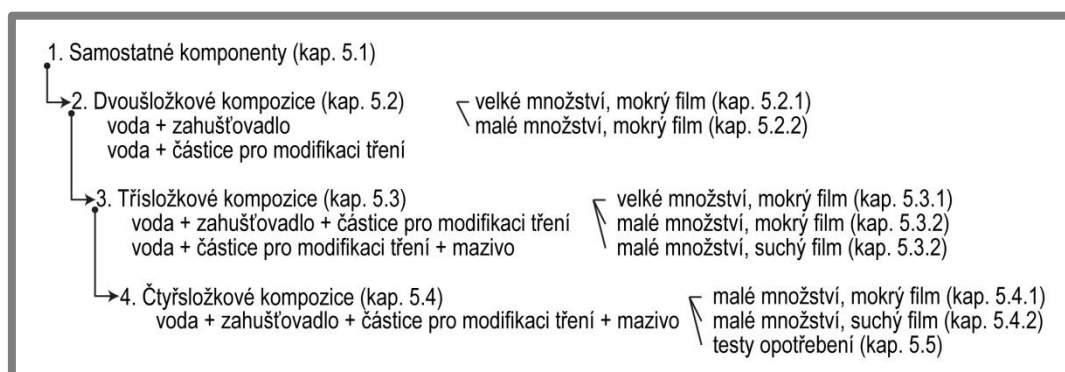 1. Samostatné komponenty (kap. 5.1)
2. Dvoušložkové kompozice (kap. 5.2)
voda + zahušťovadlo
voda + částice pro modifikaci tření
velké množství, mokrý film (kap. 5.2.1)
malé množství, mokrý film (kap. 5.2.2)
3. Třísložkové kompozice (kap. 5.3)
voda + zahušťovadlo + částice pro modifikaci tření
voda + částice pro modifikaci tření + mazivo
velké množství, mokrý film (kap. 5.3.1)
malé množství, mokrý film (kap. 5.3.2)
malé množství, suchý film (kap. 5.3.2)
4. Čtyřsložkové kompozice (kap. 5.4)
voda + zahušťovadlo + částice pro modifikaci tření + mazivo
malé množství, mokrý film (kap. 5.4.1)
malé množství, suchý film (kap. 5.4.2)
testy opotřebení (kap. 5.5)